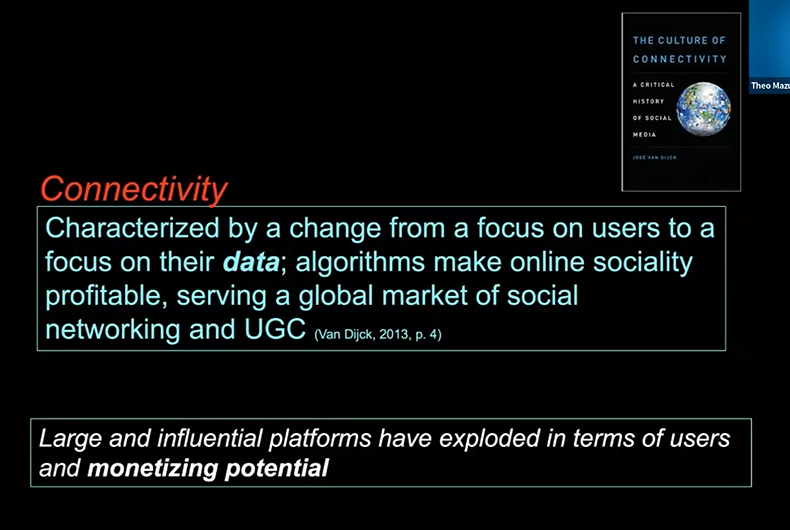 THE CULTURE OF
CONNECTIVITY
A CRITICAL
HISTORY
OF SOCIAL
MEDIA
JOSÉ VAN DIJCK
Theo Mazu
Connectivity
Characterized by a change from a focus on users to a
focus on their data; algorithms make online sociality
profitable, serving a global market of social
networking and UGC (Van Dijck, 2013, p. 4)
Large and influential platforms have exploded in terms of users
and monetizing potential